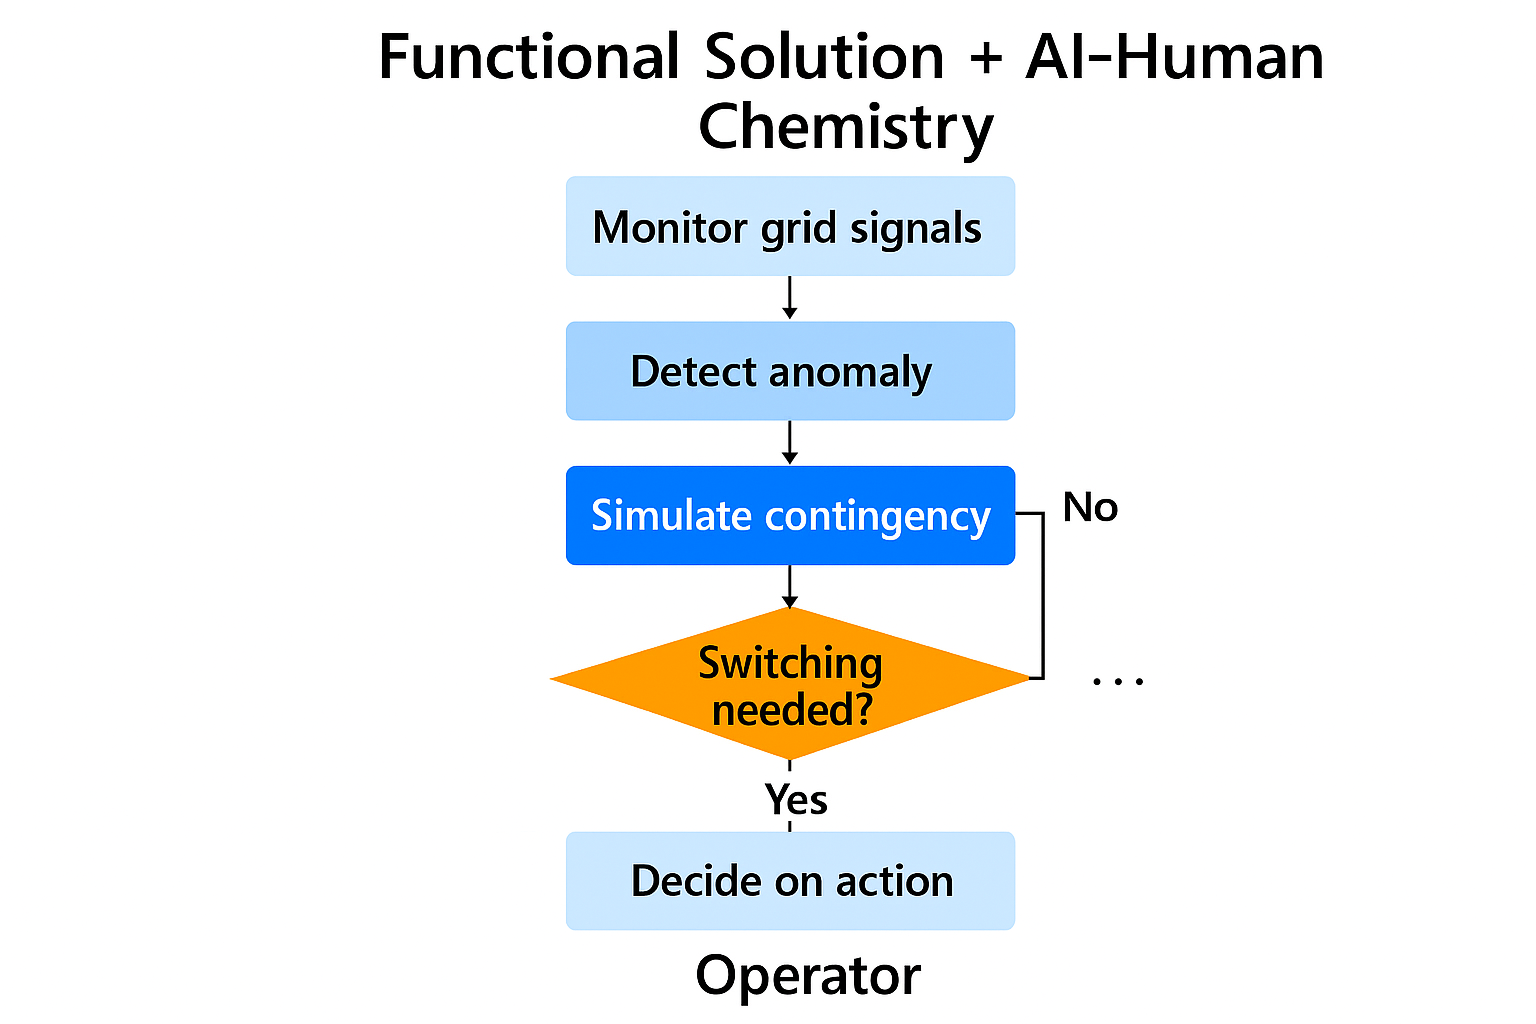 Functional Solution + AI-Human
Chemistry
Monitor grid signals
Detect anomaly
Simulate contingency
No
Switching
needed?
...
Yes
Decide on action
Operator